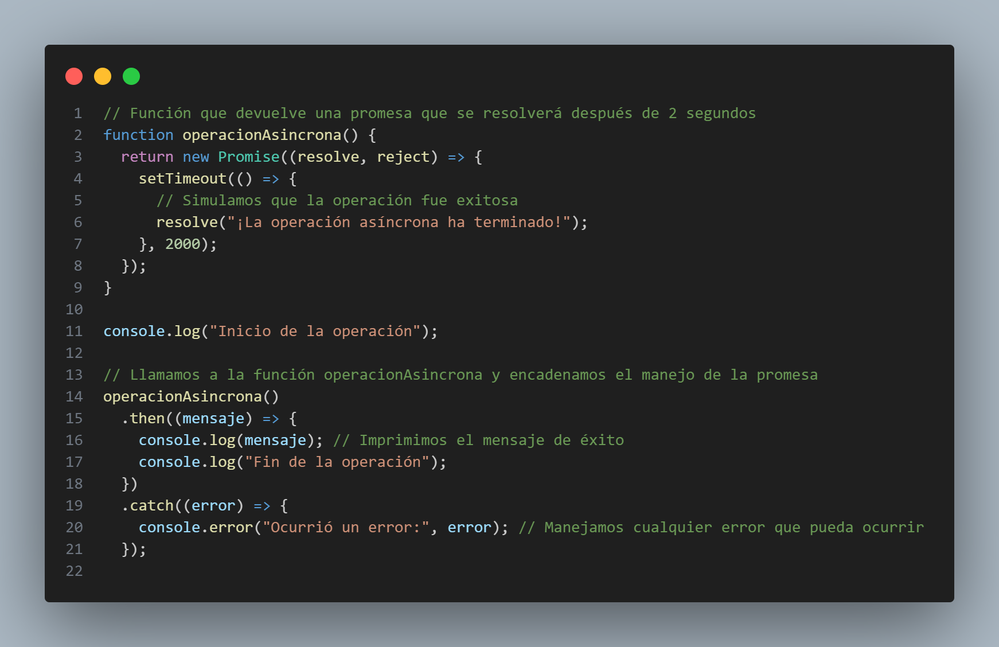 1 // Función que devuelve una promesa que se resolverá después de 2 segundos
2 function operacionAsincrona() {
3   return new Promise((resolve, reject) => {
4     setTimeout(() => {
5       // Simulamos que la operación fue exitosa
6       resolve("¡La operación asíncrona ha terminado!");
7     }, 2000);
8   });
9 }
10
11 console.log("Inicio de la operación");
12
13 // Llamamos a la función operacionAsincrona y encadenamos el manejo de la promesa
14 operacionAsincrona()
15   .then((mensaje) => {
16     console.log(mensaje); // Imprimimos el mensaje de éxito
17     console.log("Fin de la operación");
18   })
19   .catch((error) => {
20     console.error("Ocurrió un error:", error); // Manejamos cualquier error que pueda ocurrir
21   });
22